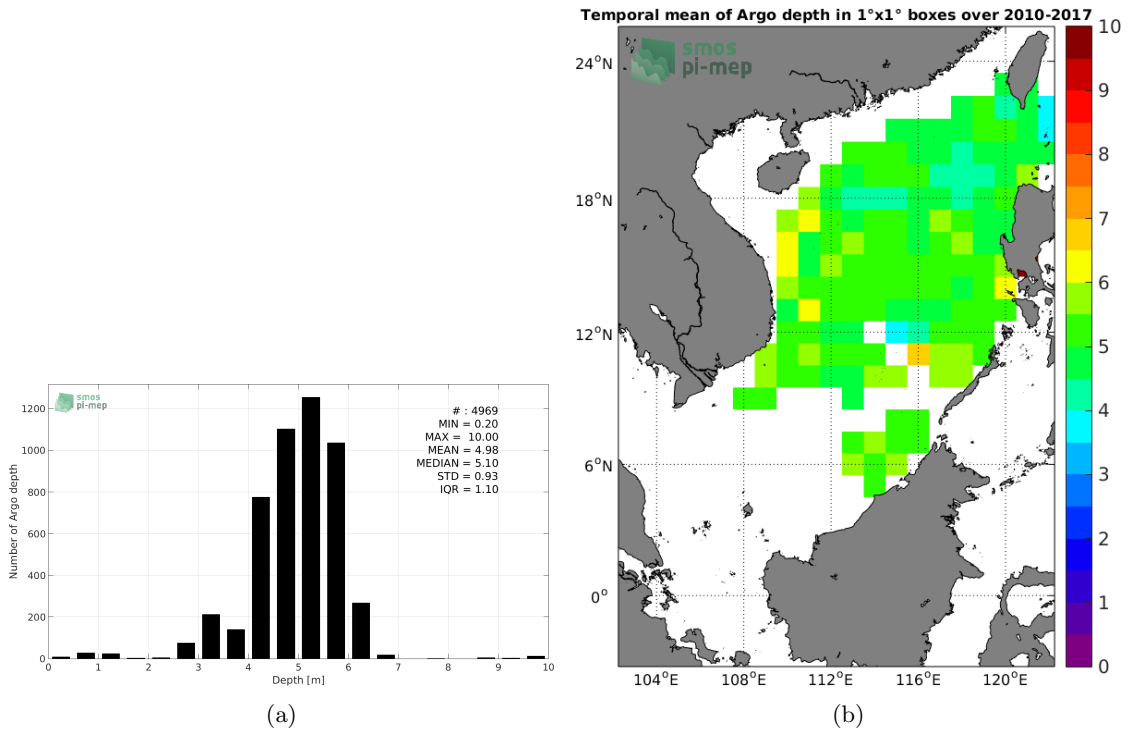 Temporal mean of Argo depth in 1°x1° boxes over 2010-2017
smos
pi-mep
24°N
18°N
12°N
6°N
0°
104°E 108°E 112°E 116°E 120°E
10
9
8
7
6
5
4
3
2
1
0
smos
pi-mep
# : 4969
MIN = 0.20
MAX = 10.00
MEAN = 4.98
MEDIAN = 5.10
STD = 0.93
IQR = 1.10
Number of Argo depth
1200
1000
800
600
400
200
0
0 1 2 3 4 5 6 7 8 9 10
Depth [m]
(a)
(b)